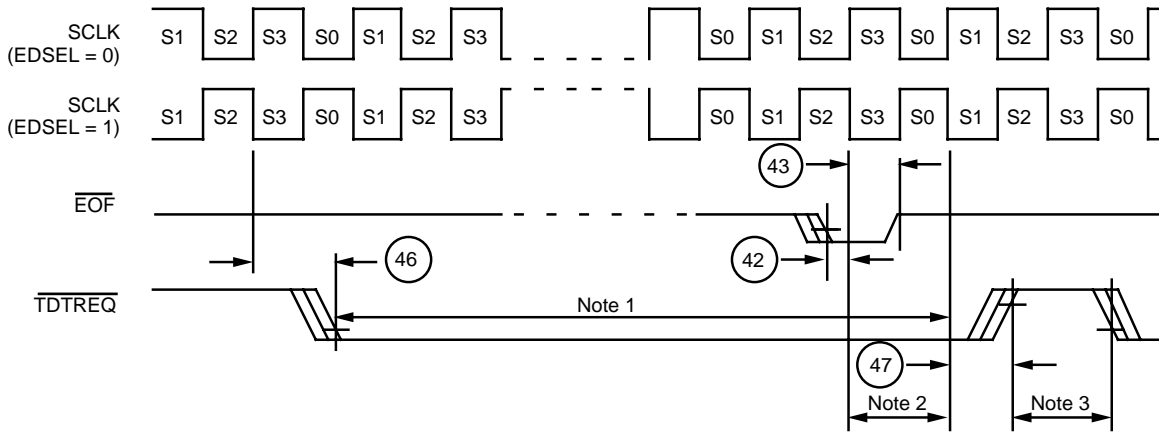 SCLK
(EDSEL = 0)
S1 S2 S3 S0 S1 S2 S3 S0 S1 S2 S3 S0 S1 S2 S3 S0
SCLK
(EDSEL = 1)
S1 S2 S3 S0 S1 S2 S3 S0 S1 S2 S3 S0 S1 S2 S3 S0
43
EOF
42
46
TDTREQ
Note 1
47
Note 2
Note 3